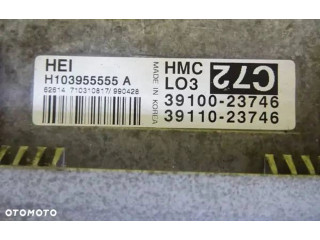 HEI
H103955555 A
62614 710310817/990428
MADE IN KOREA
HMC
LO3
C72
39100-23746
39110-23746
OTOMOTO